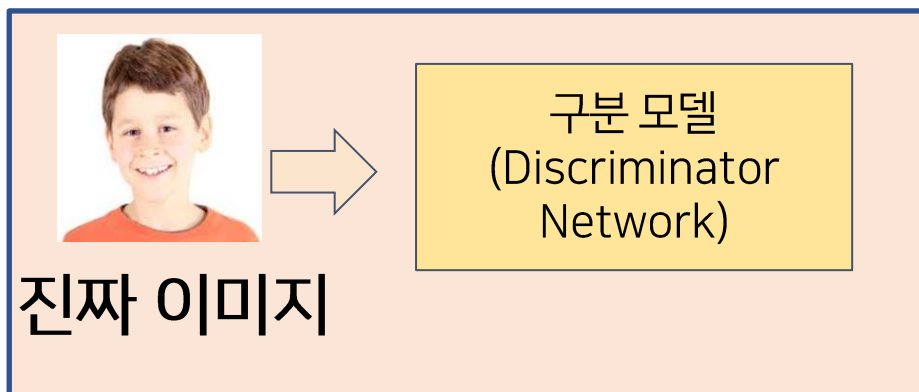 구분 모델
(Discriminator
Network)
진짜 이미지